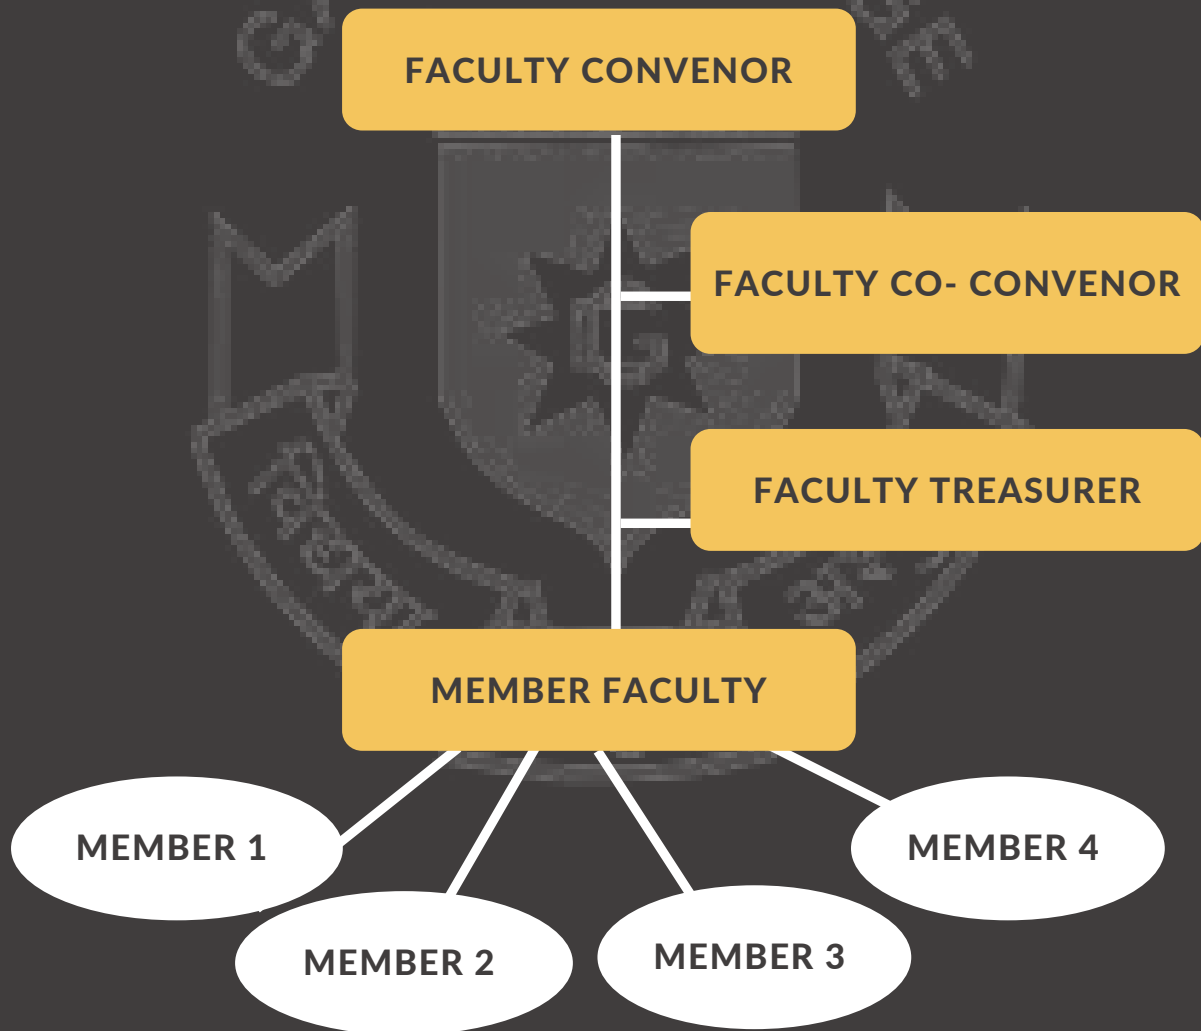 FACULTY CONVENOR
FACULTY CO- CONVENOR
FACULTY TREASURER
MEMBER FACULTY
MEMBER 1
MEMBER 4
MEMBER 2
MEMBER 3
G